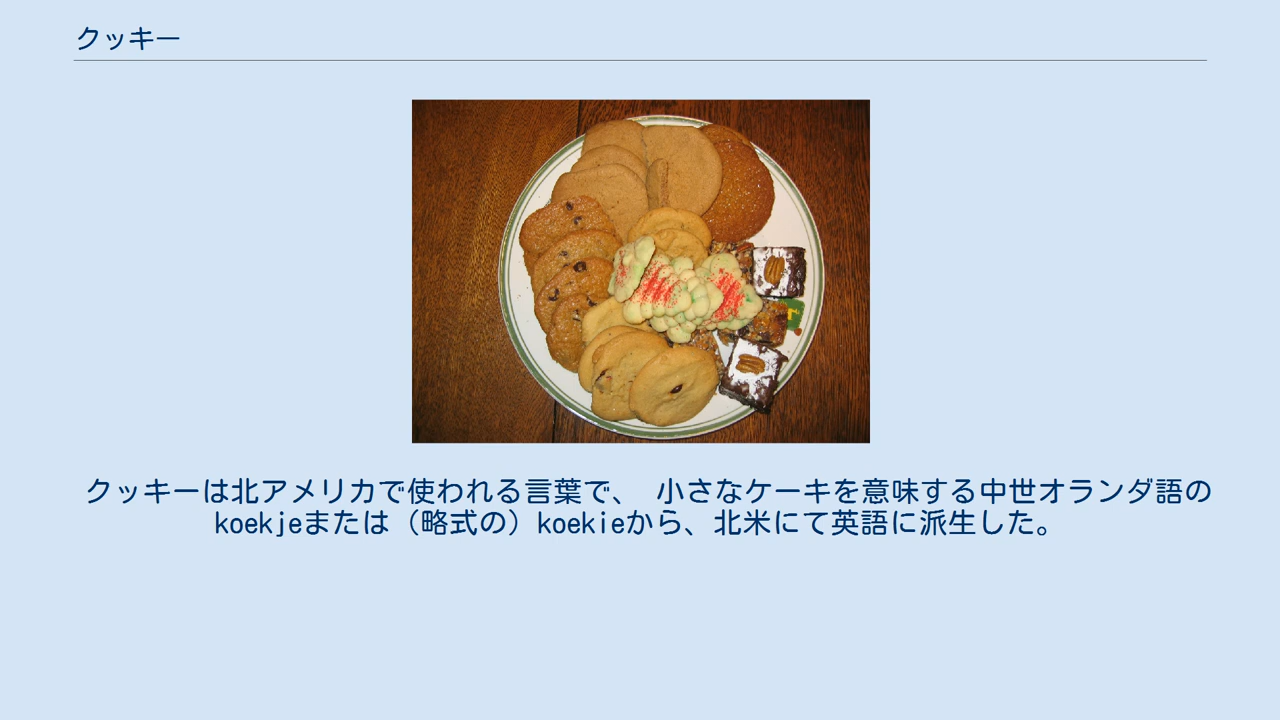 クッキー
クッキーは北アメリカで使われる言葉で、 小さなケーキを意味する中世オランダ語の
koekjeまたは（略式の）koekieから、北米にて英語に派生した。